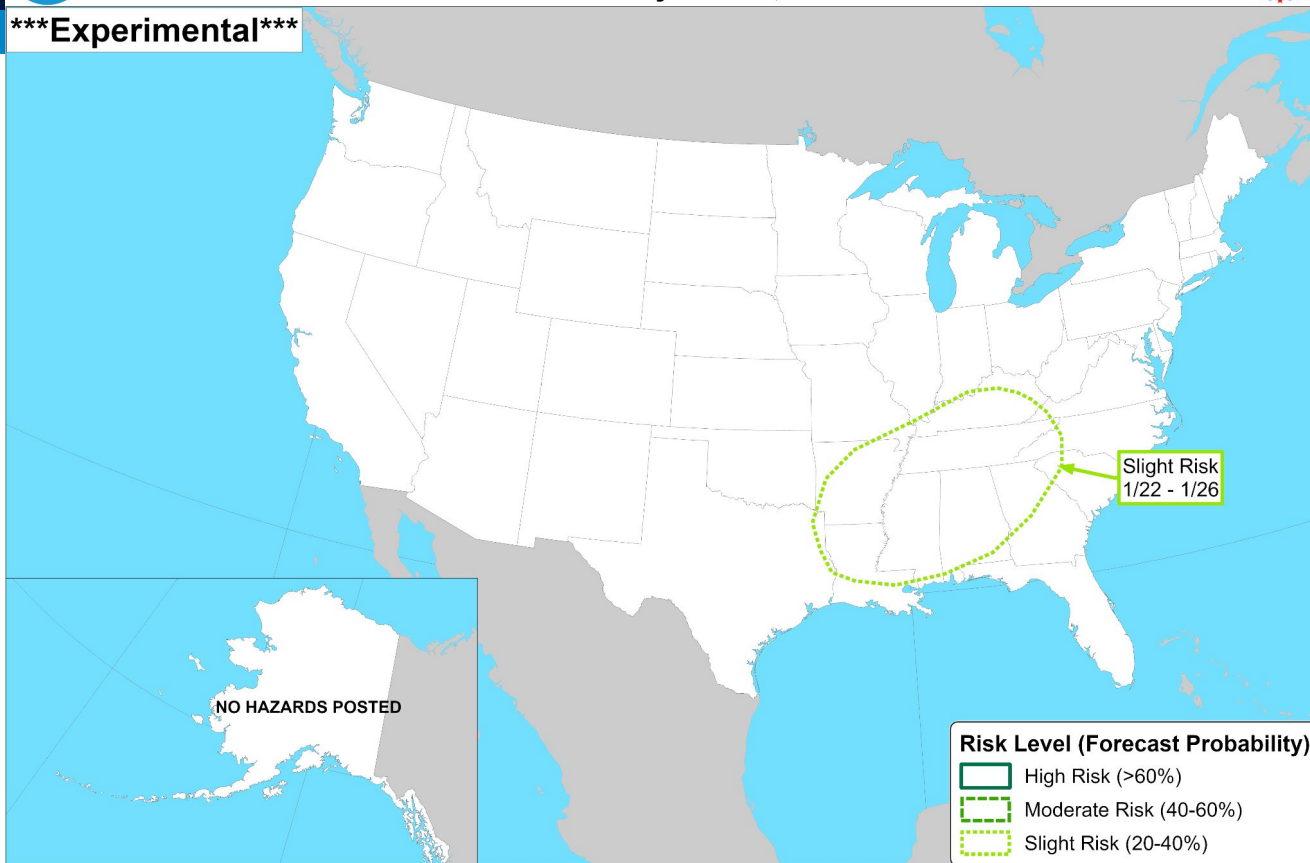 ***Experimental***
Slight Risk
1/22 - 1/26
NO HAZARDS POSTED
Risk Level (Forecast Probability)
High Risk (>60%)
Moderate Risk (40-60%)
Slight Risk (20-40%)